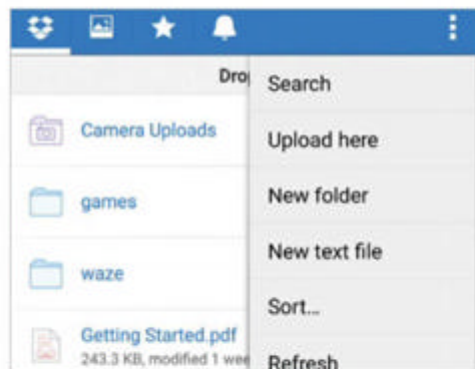 Drop
Search
Camera Uploads
Upload here
games
New folder
New text file
waze
Sort...
Getting Started.pdf
243.3 KB, modified 1 wee
Refresh